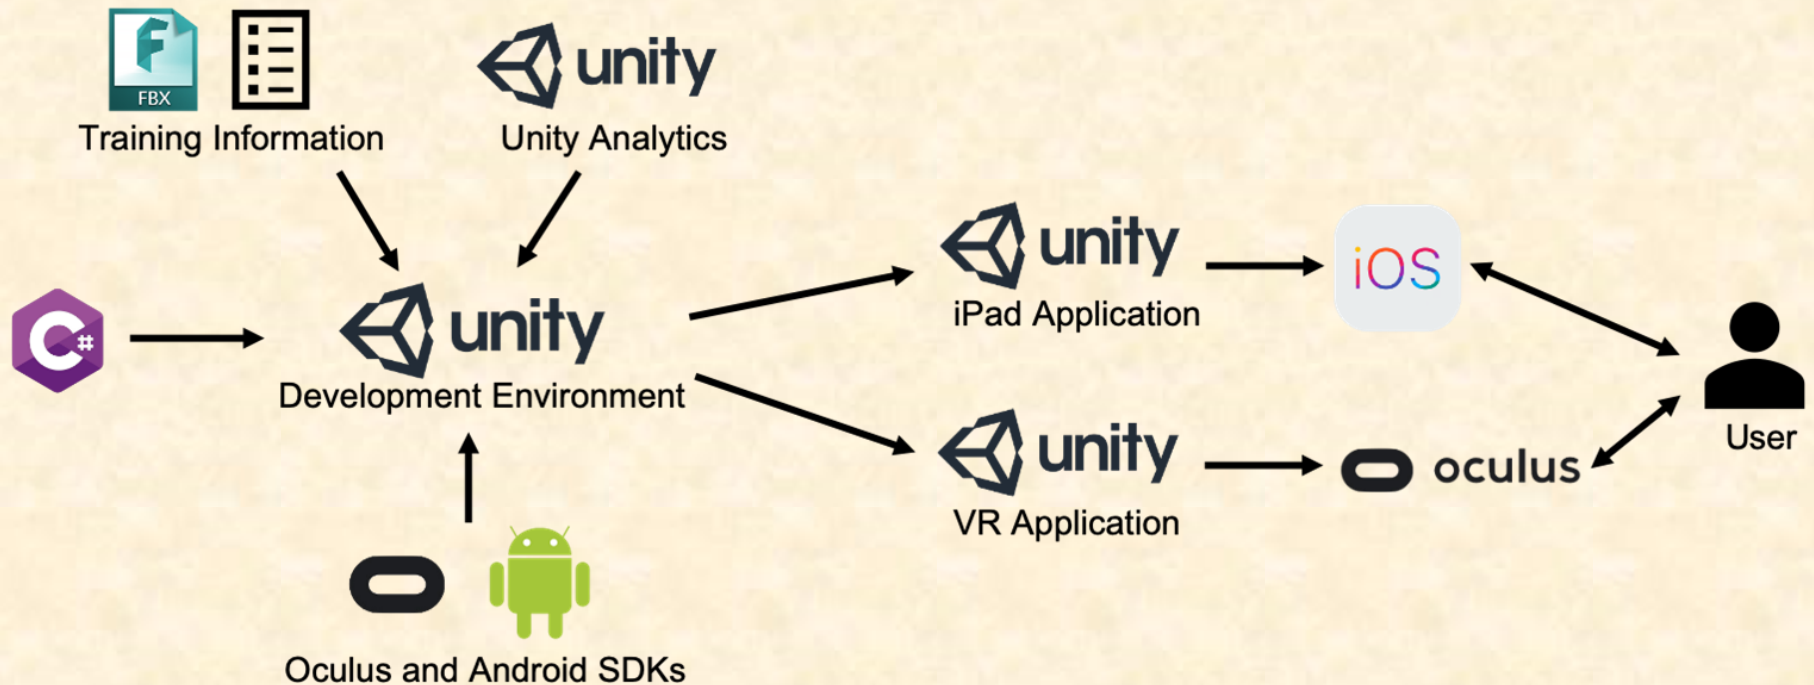 FBX
Training Information
unity
Unity Analytics
C#
unity
Development Environment
Oculus and Android SDKs
unity
iPad Application
iOS
unity
VR Application
oculus
User